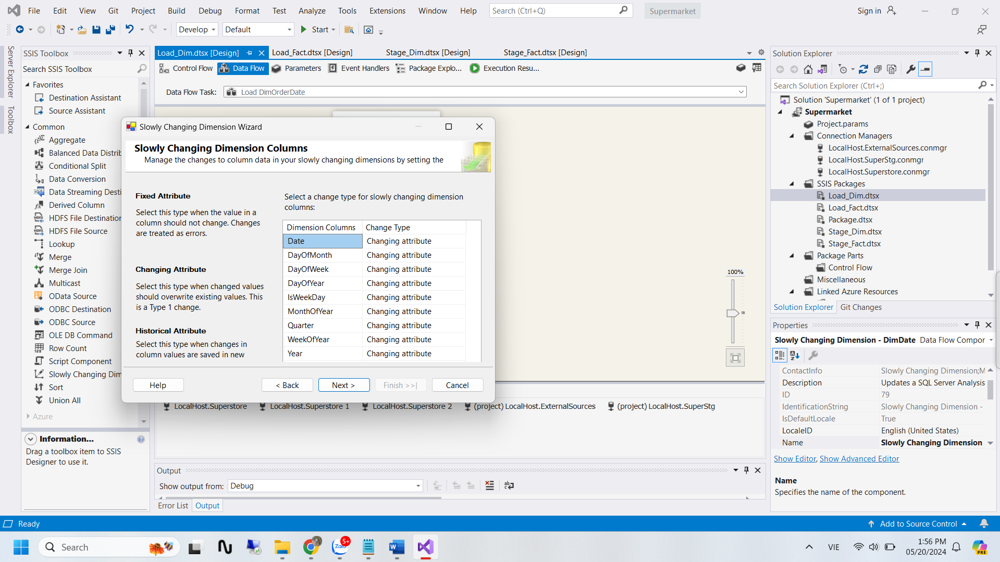 File Edit View Git Project Build Debug Format Test Analyze Tools Extensions Window Help Search (Ctrl+Q) Supermarket Sign in
Develop Default Start
Server Explorer
Toolbox
SSIS Toolbox
Search SSIS Toolbox
Favorites
Destination Assistant
Source Assistant
Common
Aggregate
Balanced Data Distrib
Conditional Split
Data Conversion
Data Streaming Desti
Derived Column
HDFS File Destination
HDFS File Source
Lookup
Merge
Merge Join
Multicast
OData Source
ODBC Destination
ODBC Source
OLE DB Command
Row Count
Script Component
Slowly Changing Dim
Sort
Union All
Azure
Information...
Drag a toolbox item to SSIS
Designer to use it.
Load_Dim.dtsx [Design] Load_Fact.dtsx [Design] Stage_Dim.dtsx [Design] Stage_Fact.dtsx [Design]
Control Flow Data Flow Parameters Event Handlers Package Explo... Execution Resu...
Data Flow Task: Load DimOrderDate
Slowly Changing Dimension Wizard
Slowly Changing Dimension Columns
Manage the changes to column data in your slowly changing dimensions by setting the
Fixed Attribute
Select this type when the value in a
column should not change. Changes
are treated as errors.
Changing Attribute
Select this type when changed values
should overwrite existing values. This
is a Type 1 change.
Historical Attribute
Select this type when changes in
column values are saved in new
Select a change type for slowly changing dimension
columns:
Dimension Columns Change Type
Date Changing attribute
DayOfMonth Changing attribute
DayOfWeek Changing attribute
DayOfYear Changing attribute
IsWeekDay Changing attribute
MonthOfYear Changing attribute
Quarter Changing attribute
WeekOfYear Changing attribute
Year Changing attribute
Help < Back Next > Finish >>| Cancel
100%
LocalHost.Superstore LocalHost.Superstore 1 LocalHost.Superstore 2 (project) LocalHost.ExternalSources (project) LocalHost.SuperStg
Output
Show output from: Debug
Error List Output
Solution Explorer
Search Solution Explorer (Ctrl+;)
Solution 'Supermarket' (1 of 1 project)
Supermarket
Project.params
Connection Managers
LocalHost.ExternalSources.conmgr
LocalHost.SuperStg.conmgr
LocalHost.Superstore.conmgr
SSIS Packages
Load_Dim.dtsx
Load_Fact.dtsx
Package.dtsx
Stage_Dim.dtsx
Stage_Fact.dtsx
Package Parts
Control Flow
Miscellaneous
Linked Azure Resources
Solution Explorer Git Changes
Properties
Slowly Changing Dimension - DimDate Data Flow Compor
ContactInfo Slowly Changing Dimension;M
Description Updates a SQL Server Analysis
ID 79
IdentificationString Slowly Changing Dimension -
IsDefaultLocale True
LocaleID English (United States)
Name Slowly Changing Dimension
Show Editor, Show Advanced Editor
Name
Specifies the name of the component.
Ready Add to Source Control
Search Zalo 5+ VIE 1:56 PM
05/20/2024
PRE